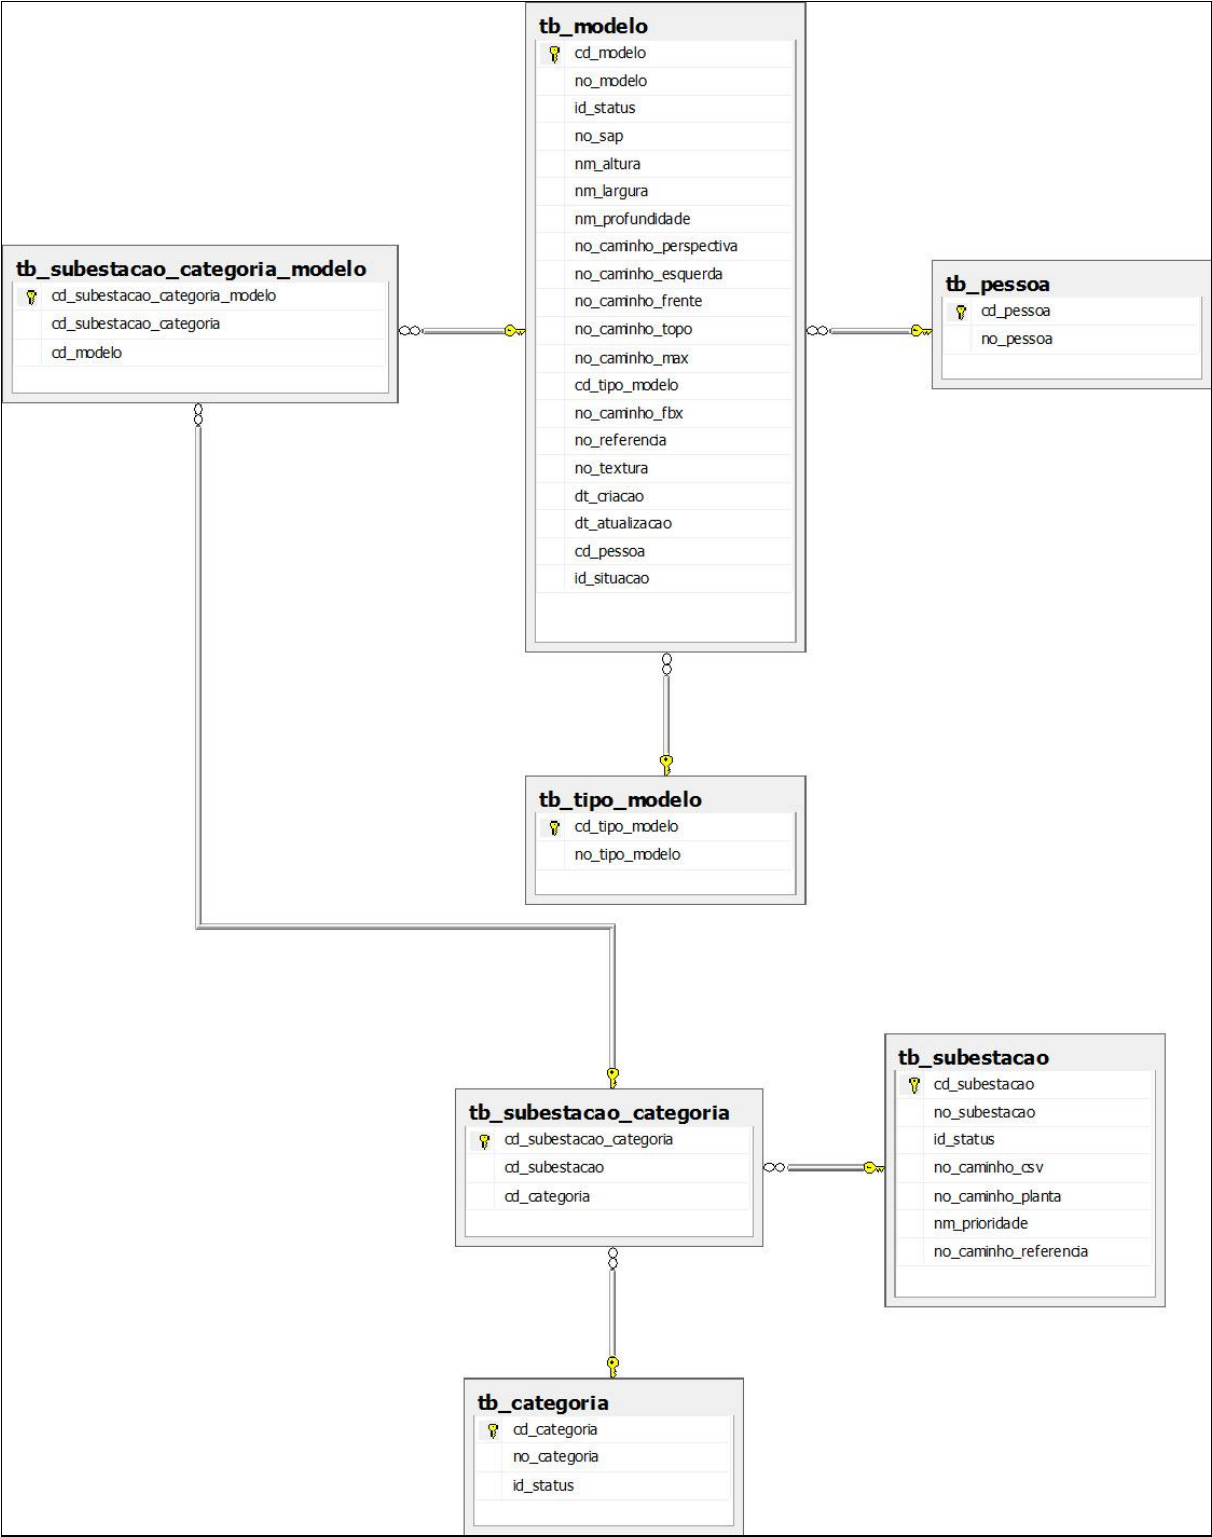 tb_modelo
cd_modelo
no_modelo
id_status
no_sap
nm_altura
nm_largura
nm_profundidade
no_caminho_perspectiva
no_caminho_esquerda
no_caminho_frente
no_caminho_topo
no_caminho_max
cd_tipo_modelo
no_caminho_fbx
no_referencia
no_textura
dt_criacao
dt_atualizacao
cd_pessoa
id_situacao
tb_subestacao_categoria_modelo
cd_subestacao_categoria_modelo
cd_subestacao_categoria
cd_modelo
tb_pessoa
cd_pessoa
no_pessoa
tb_tipo_modelo
cd_tipo_modelo
no_tipo_modelo
tb_subestacao
cd_subestacao
no_subestacao
id_status
no_caminho_csv
no_caminho_planta
nm_prioridade
no_caminho_referencia
tb_subestacao_categoria
cd_subestacao_categoria
cd_subestacao
cd_categoria
tb_categoria
cd_categoria
no_categoria
id_status